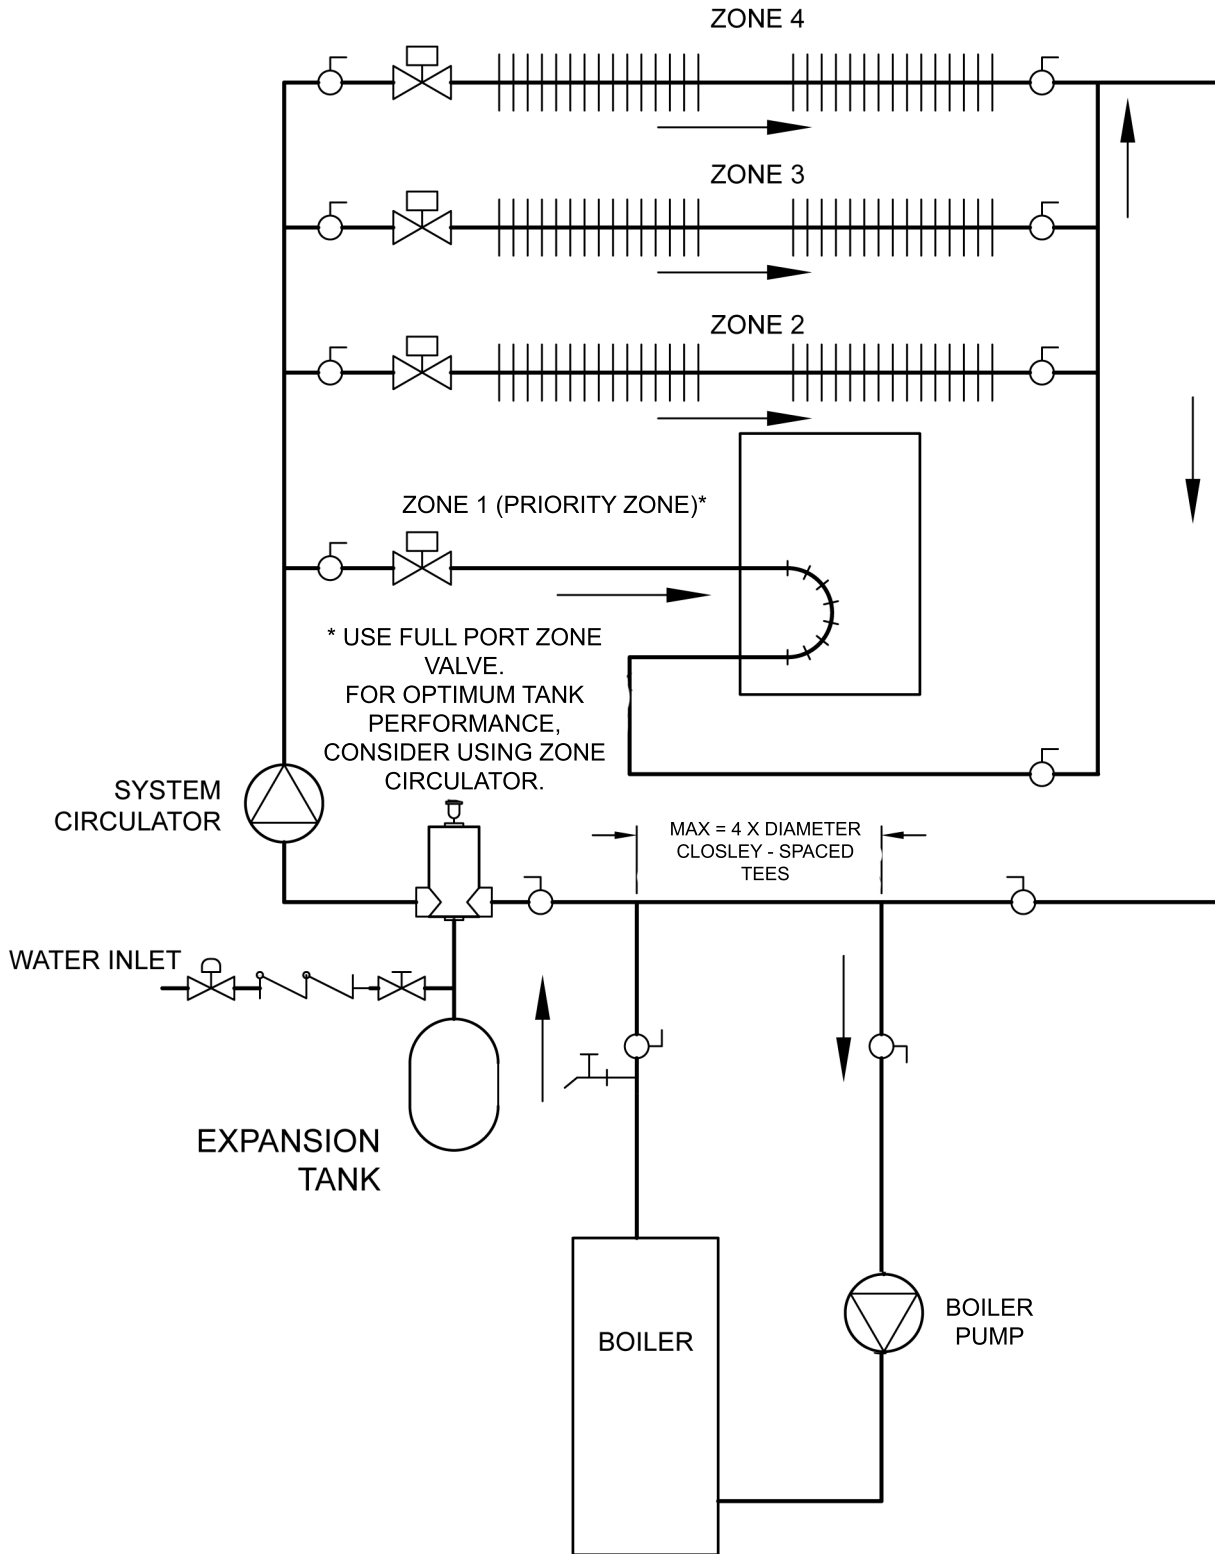 ZONE 4
ZONE 3
ZONE 2
ZONE 1 (PRIORITY ZONE)*
* USE FULL PORT ZONE
VALVE.
FOR OPTIMUM TANK
PERFORMANCE,
CONSIDER USING ZONE
CIRCULATOR.
SYSTEM
CIRCULATOR
MAX = 4 X DIAMETER
CLOSLEY - SPACED
TEES
WATER INLET
EXPANSION
TANK
BOILER
BOILER
PUMP